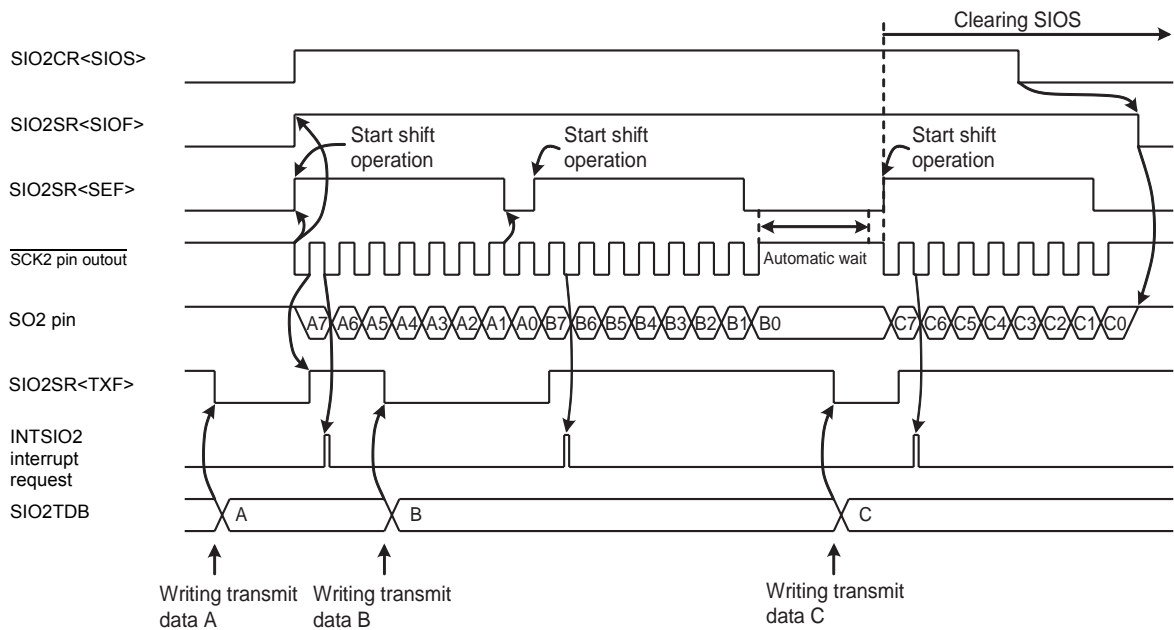 Clearing SIOS
SIO2CR<SIOS>
SIO2SR<SIOF>
Start shift
operation
Start shift
operation
Start shift
operation
SIO2SR<SEF>
SCK2 pin outout
Automatic wait
SO2 pin
A7 A6 A5 A4 A3 A2 A1 A0 B7 B6 B5 B4 B3 B2 B1 B0 C7 C6 C5 C4 C3 C2 C1 C0
SIO2SR<TXF>
INTSIO2
interrupt
request
SIO2TDB
A B C
Writing transmit
data A
Writing transmit
data B
Writing transmit
data C